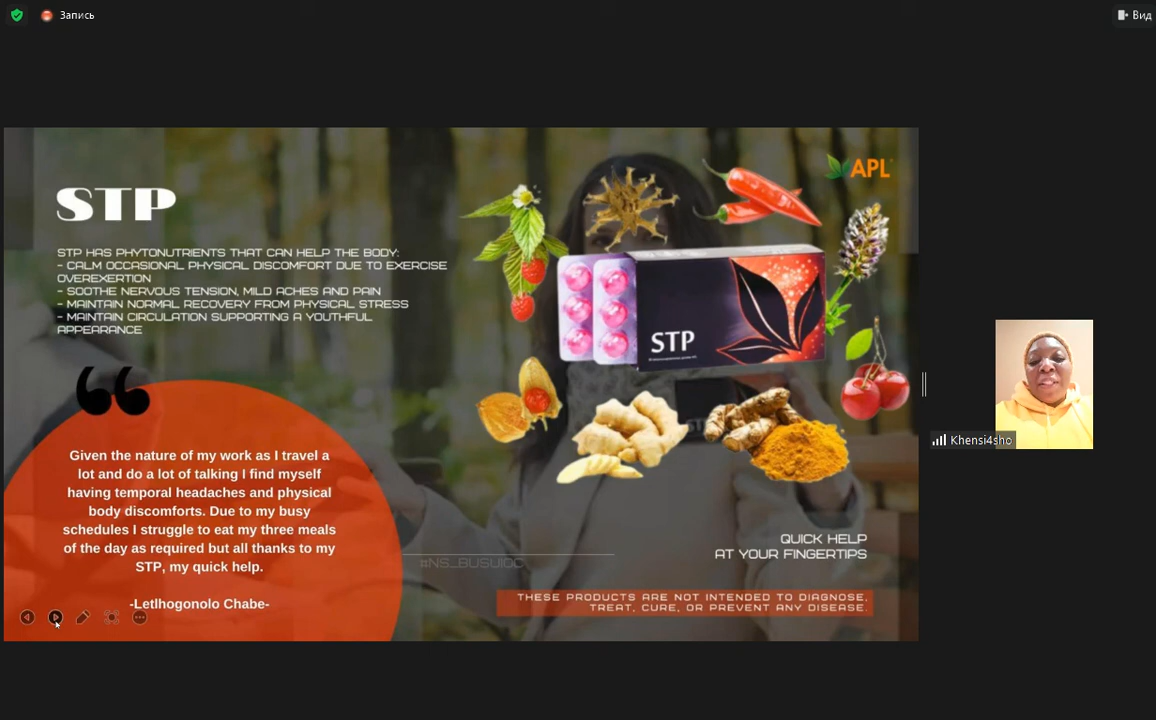 Запись
Вид
APL
STP
STP HAS PHYTONUTRIENTS THAT CAN HELP THE BODY:
- CALM OCCASIONAL PHYSICAL DISCOMFORT DUE TO EXERCISE
OVEREXERTION
- SOOTHE NERVOUS TENSION, MILD ACHES AND PAIN
- MAINTAIN NORMAL RECOVERY FROM PHYSICAL STRESS
- MAINTAIN CIRCULATION SUPPORTING A YOUTHFUL
APPEARANCE
STP
“
Given the nature of my work as I travel a
lot and do a lot of talking I find myself
having temporal headaches and physical
body discomforts. Due to my busy
schedules I struggle to eat my three meals
of the day as required but all thanks to my
STP, my quick help.
-Letlhogonolo Chabe-
#NS_BUSUIOC
QUICK HELP
AT YOUR FINGERTIPS
THESE PRODUCTS ARE NOT INTENDED TO DIAGNOSE,
TREAT, CURE, OR PREVENT ANY DISEASE.
Khensi4sho